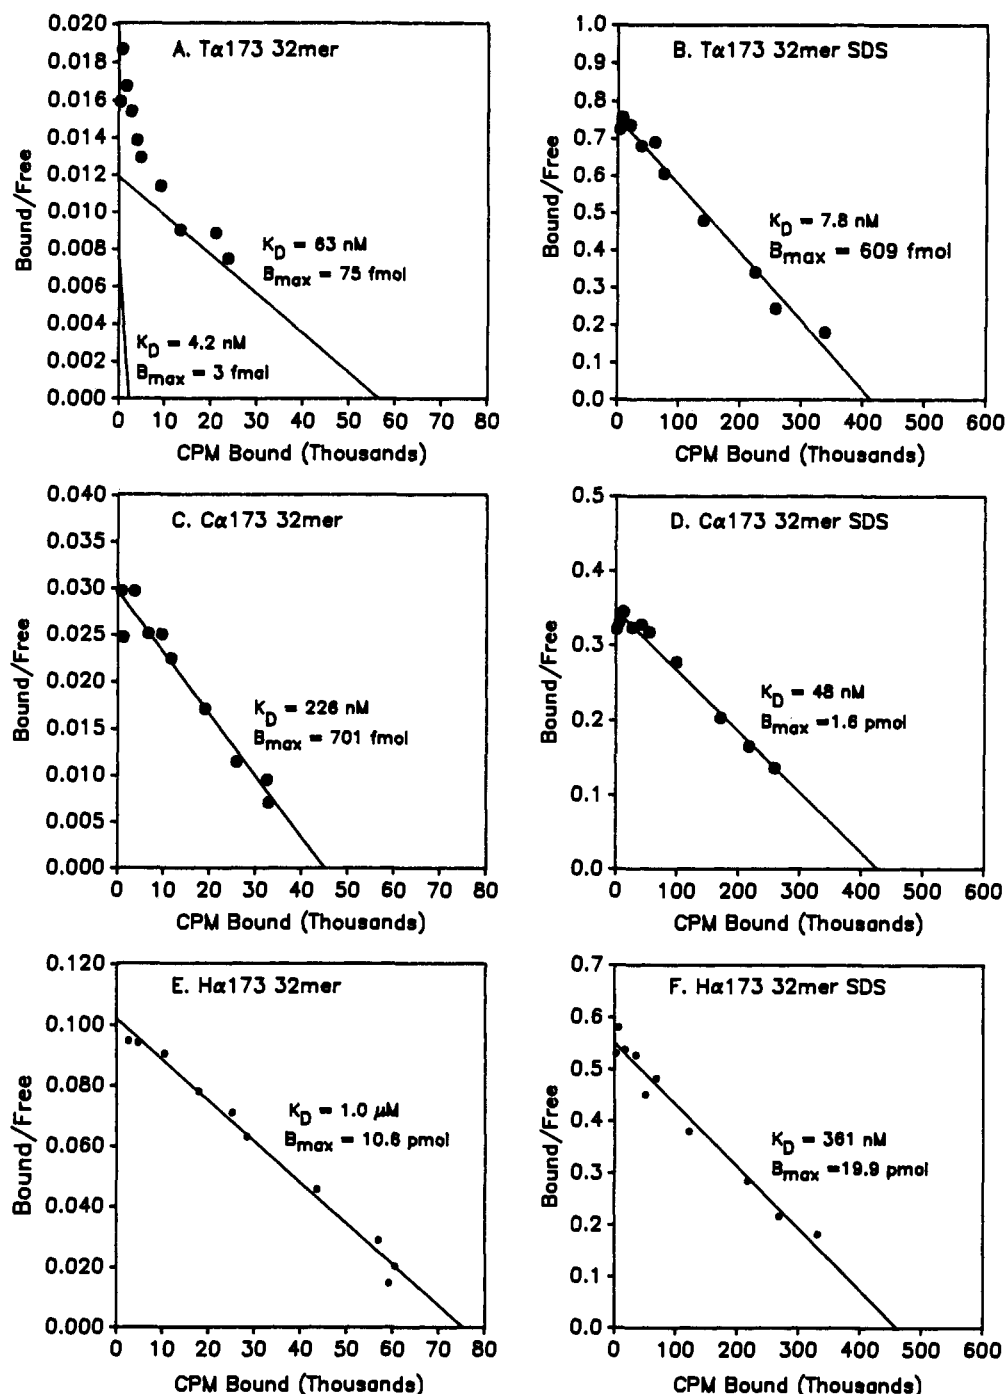 A. Tα173 32mer
Bound/Free
0.020
0.016
0.012
0.008
0.004
0.000
K_D = 63 nM
B_max = 75 fmol
K_D = 4.2 nM
B_max = 3 fmol
0 10 20 30 40 50 60 70 80
CPM Bound (Thousands)
B. Tα173 32mer SDS
Bound/Free
1.0
0.9
0.8
0.7
0.6
0.5
0.4
0.3
0.2
0.1
0.0
K_D = 7.8 nM
B_max = 609 fmol
0 100 200 300 400 500 600
CPM Bound (Thousands)
C. Cα173 32mer
Bound/Free
0.040
0.035
0.030
0.025
0.020
0.015
0.010
0.005
0.000
K_D = 226 nM
B_max = 701 fmol
0 10 20 30 40 50 60 70 80
CPM Bound (Thousands)
D. Cα173 32mer SDS
Bound/Free
0.5
0.4
0.3
0.2
0.1
0.0
K_D = 48 nM
B_max =1.6 pmol
0 100 200 300 400 500 600
CPM Bound (Thousands)
E. Hα173 32mer
Bound/Free
0.120
0.100
0.080
0.060
0.040
0.020
0.000
K_D = 1.0 μM
B_max = 10.6 pmol
0 10 20 30 40 50 60 70 80
CPM Bound (Thousands)
F. Hα173 32mer SDS
Bound/Free
0.7
0.6
0.5
0.4
0.3
0.2
0.1
0.0
K_D = 361 nM
B_max =19.9 pmol
0 100 200 300 400 500 600
CPM Bound (Thousands)